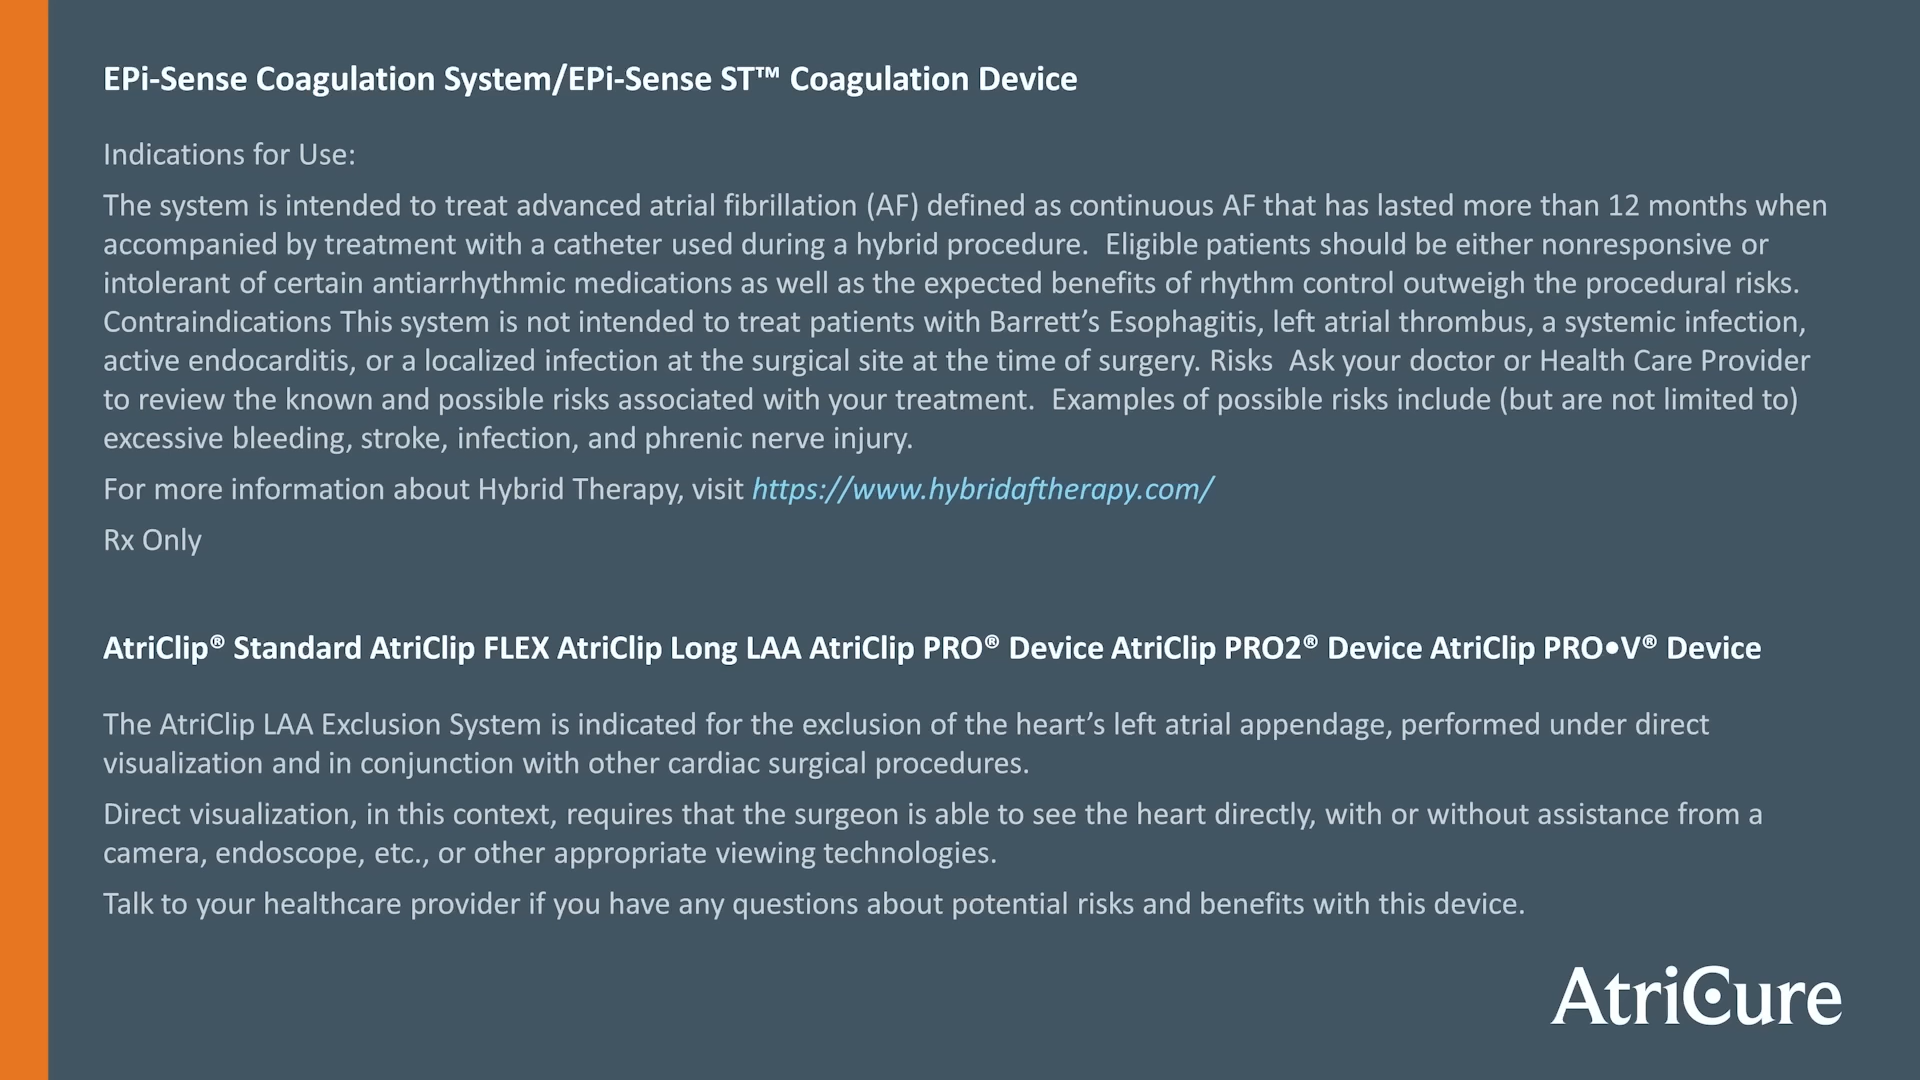 EPi-Sense Coagulation System/EPi-Sense ST™ Coagulation Device
Indications for Use:
The system is intended to treat advanced atrial fibrillation (AF) defined as continuous AF that has lasted more than 12 months when
accompanied by treatment with a catheter used during a hybrid procedure.  Eligible patients should be either nonresponsive or
intolerant of certain antiarrhythmic medications as well as the expected benefits of rhythm control outweigh the procedural risks.
Contraindications This system is not intended to treat patients with Barrett’s Esophagitis, left atrial thrombus, a systemic infection,
active endocarditis, or a localized infection at the surgical site at the time of surgery. Risks  Ask your doctor or Health Care Provider
to review the known and possible risks associated with your treatment.  Examples of possible risks include (but are not limited to)
excessive bleeding, stroke, infection, and phrenic nerve injury.
For more information about Hybrid Therapy, visit https://www.hybridaftherapy.com/
Rx Only
AtriClip® Standard AtriClip FLEX AtriClip Long LAA AtriClip PRO® Device AtriClip PRO2® Device AtriClip PRO•V® Device
The AtriClip LAA Exclusion System is indicated for the exclusion of the heart’s left atrial appendage, performed under direct
visualization and in conjunction with other cardiac surgical procedures.
Direct visualization, in this context, requires that the surgeon is able to see the heart directly, with or without assistance from a
camera, endoscope, etc., or other appropriate viewing technologies.
Talk to your healthcare provider if you have any questions about potential risks and benefits with this device.
AtriCure